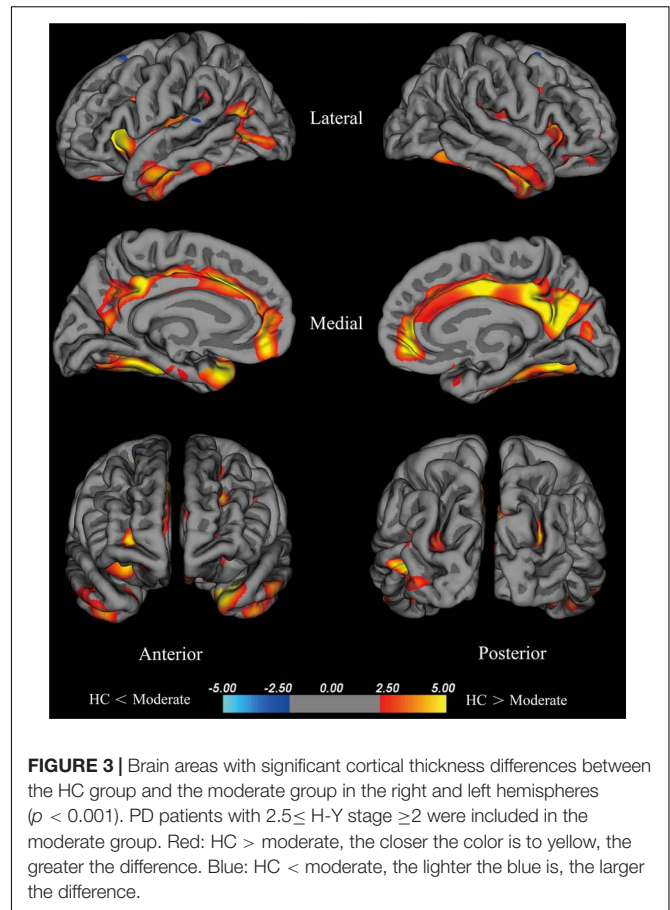 Lateral
Medial
Anterior
Posterior
HC < Moderate
-5.00 -2.50 0.00 2.50 5.00
HC > Moderate
FIGURE 3 | Brain areas with significant cortical thickness differences between
the HC group and the moderate group in the right and left hemispheres
(p < 0.001). PD patients with 2.5≤ H-Y stage ≥2 were included in the
moderate group. Red: HC > moderate, the closer the color is to yellow, the
greater the difference. Blue: HC < moderate, the lighter the blue is, the larger
the difference.